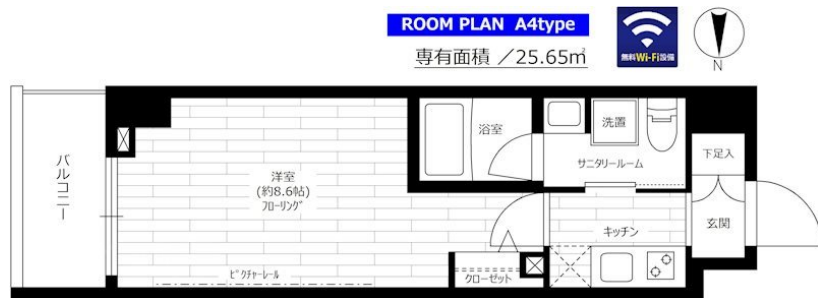 ROOM PLAN A4type
専有面積 ／25.65㎡
無料Wi-Fi設備
N
バルコニー
洋室
(約8.6帖)
フローリング
ピクチャーレール
浴室
洗置
サニタリールーム
下足入
玄関
キッチン
クローゼット